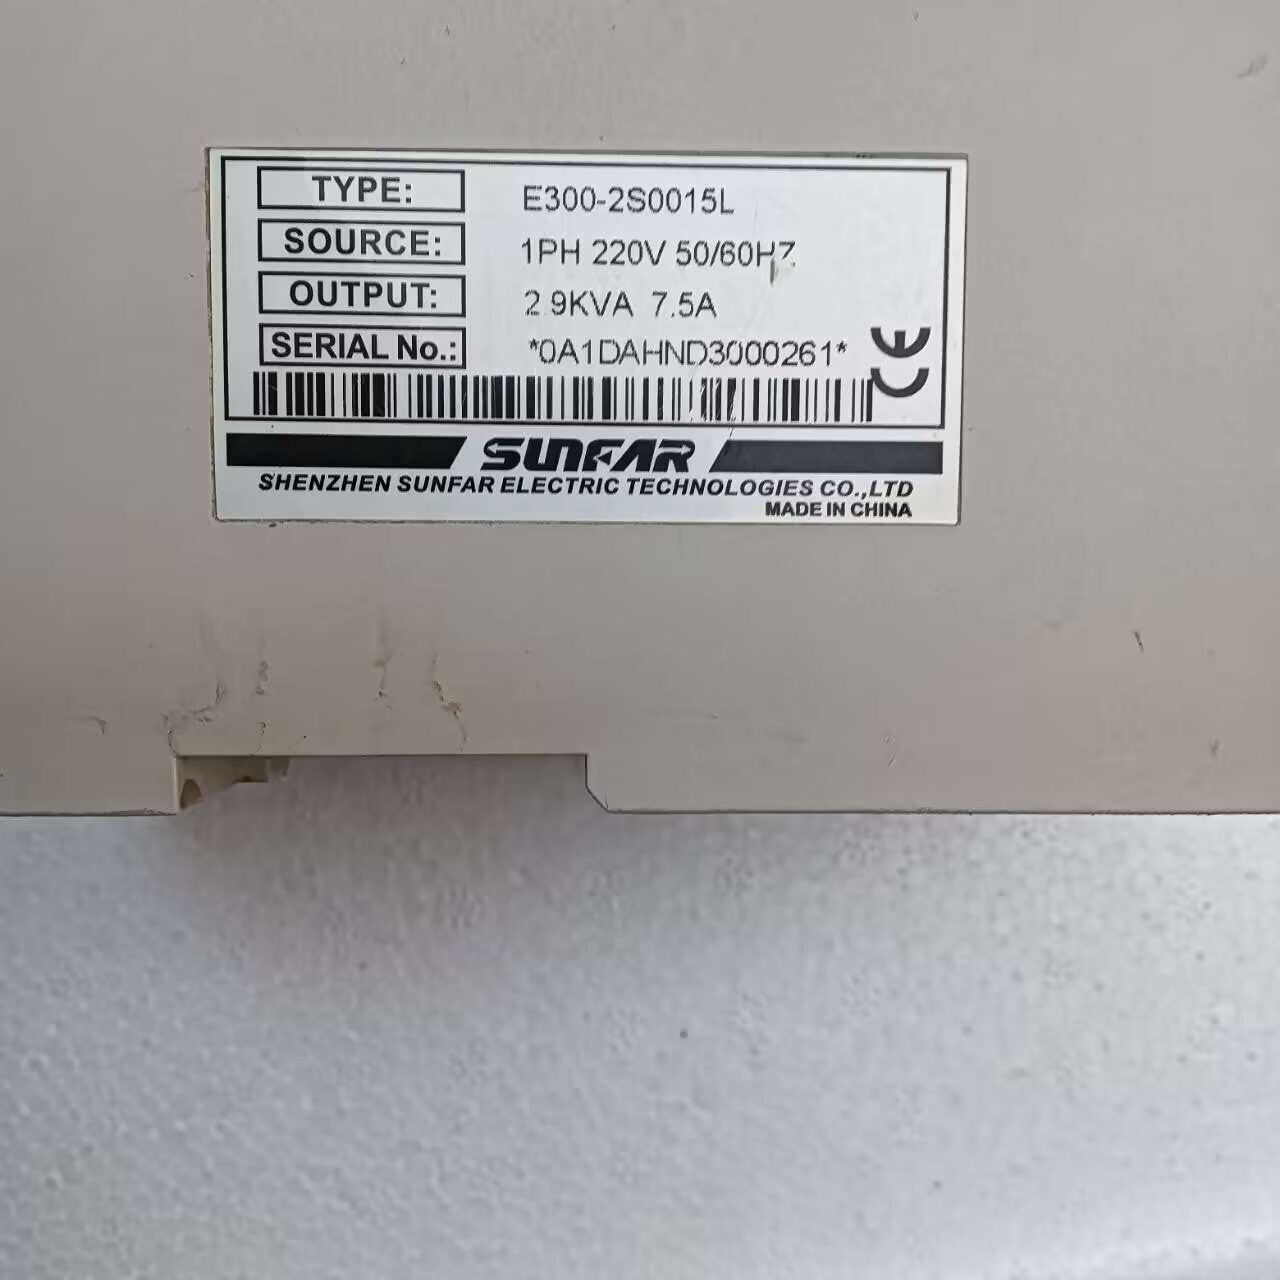 TYPE: E300-2S0015L
SOURCE: 1PH 220V 50/60HZ
OUTPUT: 2.9KVA 7.5A
SERIAL No.: *0A1DAHND3000261*
CE
SUNFAR
SHENZHEN SUNFAR ELECTRIC TECHNOLOGIES CO.,LTD
MADE IN CHINA